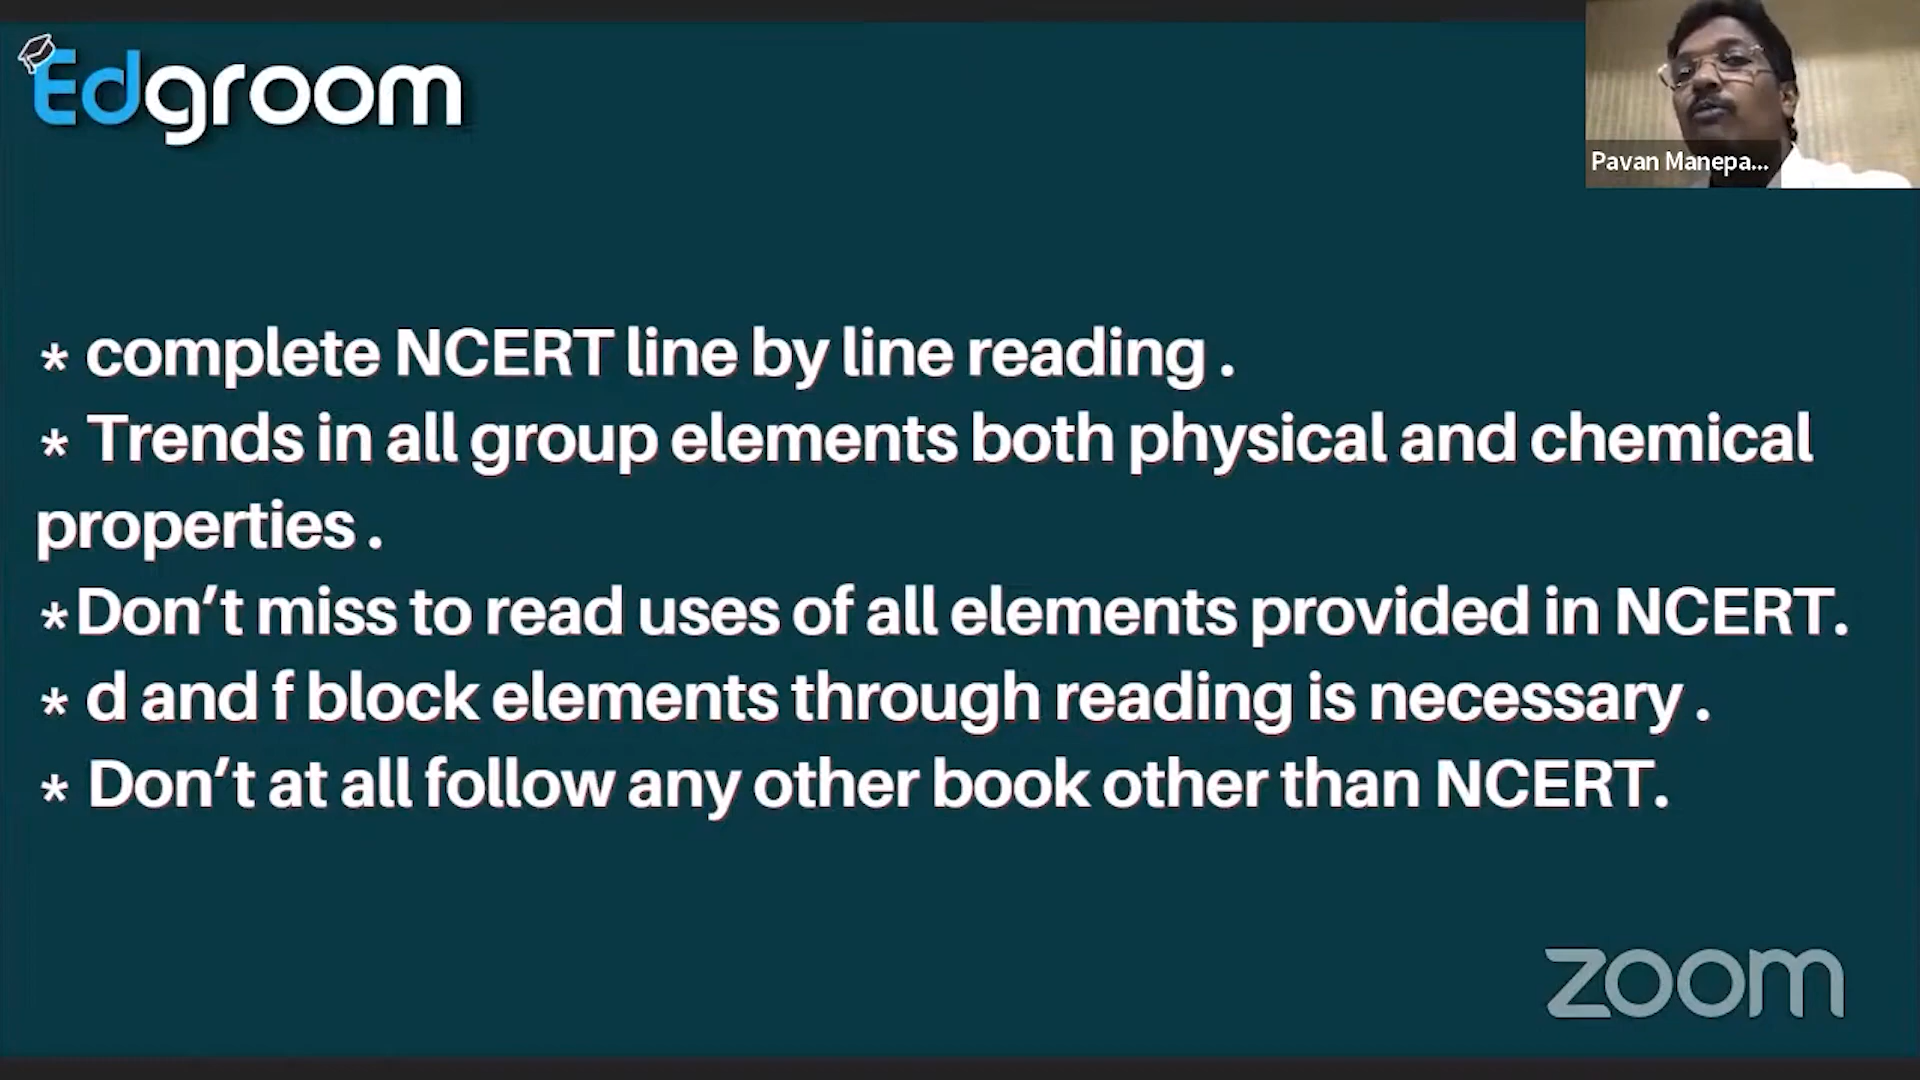 Edgroom
Pavan Manepa...
* complete NCERT line by line reading .
* Trends in all group elements both physical and chemical
properties .
*Don’t miss to read uses of all elements provided in NCERT.
* d and f block elements through reading is necessary .
* Don’t at all follow any other book other than NCERT.
zoom